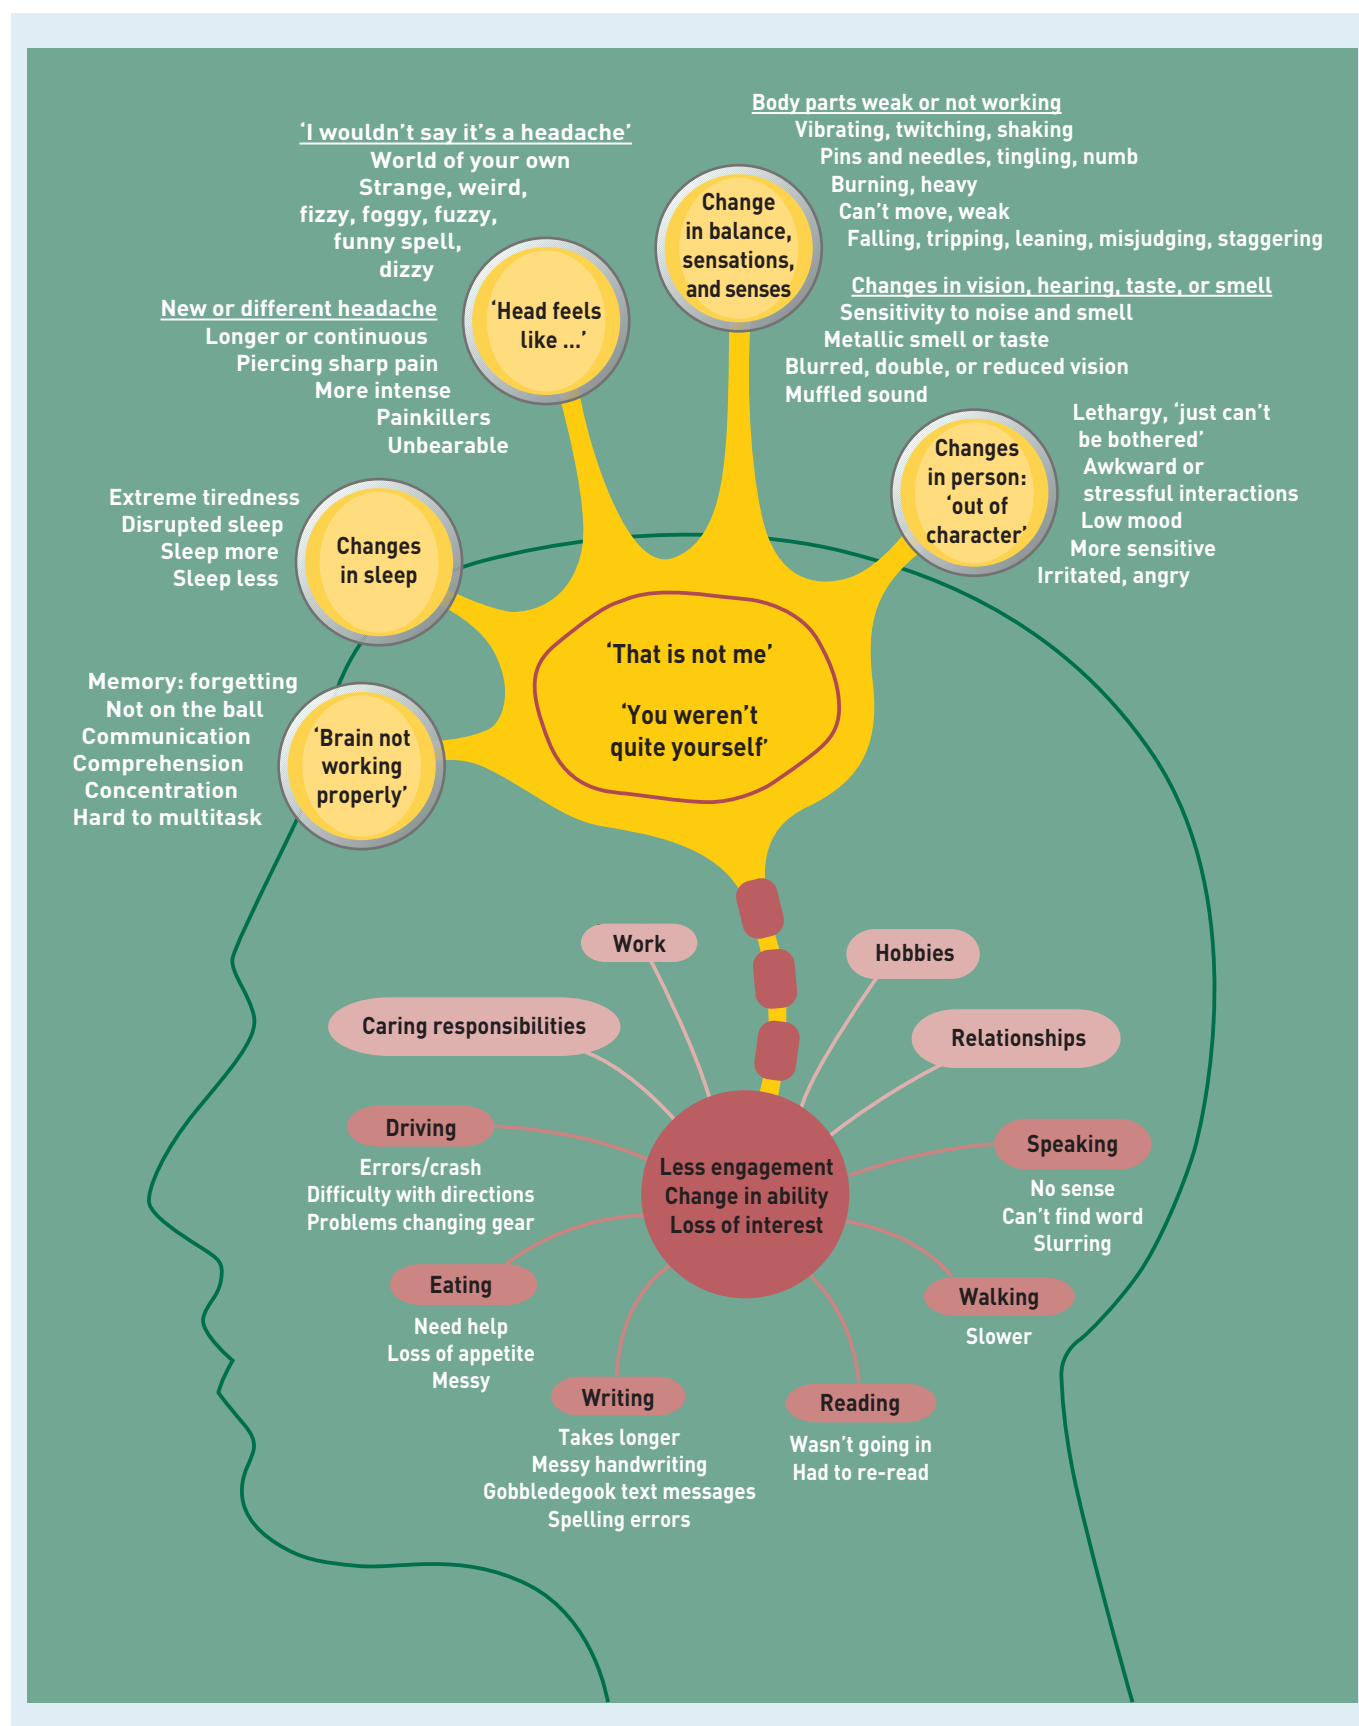 ‘I wouldn’t say it’s a headache’
World of your own
Strange, weird,
fizzy, foggy, fuzzy,
funny spell,
dizzy
New or different headache
Longer or continuous
Piercing sharp pain
More intense
Painkillers
Unbearable
‘Head feels
like ...’
Body parts weak or not working
Vibrating, twitching, shaking
Pins and needles, tingling, numb
Burning, heavy
Can’t move, weak
Falling, tripping, leaning, misjudging, staggering
Changes in vision, hearing, taste, or smell
Sensitivity to noise and smell
Metallic smell or taste
Blurred, double, or reduced vision
Muffled sound
Change
in balance,
sensations,
and senses
Lethargy, ‘just can’t
be bothered’
Awkward or
stressful interactions
Low mood
More sensitive
Irritated, angry
Changes
in person:
‘out of
character’
Extreme tiredness
Disrupted sleep
Sleep more
Sleep less
Changes
in sleep
Memory: forgetting
Not on the ball
Communication
Comprehension
Concentration
Hard to multitask
‘Brain not
working
properly’
‘That is not me’
‘You weren’t
quite yourself’
Work
Hobbies
Caring responsibilities
Relationships
Less engagement
Change in ability
Loss of interest
Driving
Errors/crash
Difficulty with directions
Problems changing gear
Speaking
No sense
Can’t find word
Slurring
Eating
Need help
Loss of appetite
Messy
Walking
Slower
Writing
Takes longer
Messy handwriting
Gobbledegook text messages
Spelling errors
Reading
Wasn’t going in
Had to re-read